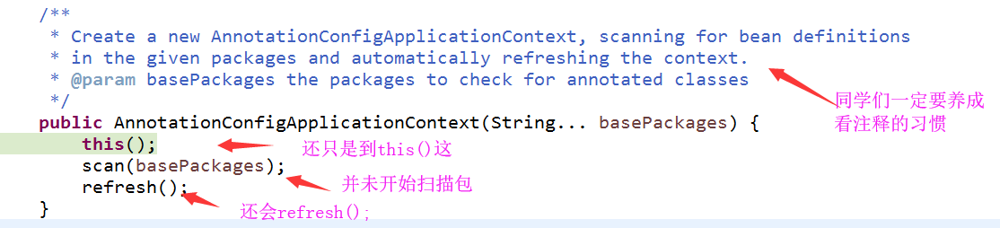 /**
* Create a new AnnotationConfigApplicationContext, scanning for bean definitions
* in the given packages and automatically refreshing the context.
* @param basePackages the packages to check for annotated classes
*/
同学们一定要养成
看注释的习惯
public AnnotationConfigApplicationContext(String... basePackages) {
this();
还只是到this()这
scan(basePackages);
并未开始扫描包
refresh();
还会refresh();
}